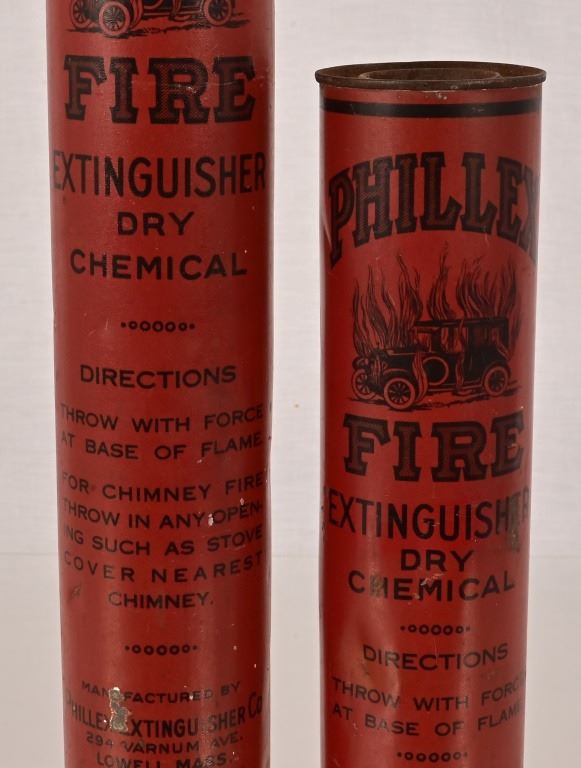 FIRE
EXTINGUISHER
DRY
CHEMICAL
DIRECTIONS
THROW WITH FORCE
AT BASE OF FLAME.
FOR CHIMNEY FIRE
THROW IN ANY OPEN-
ING SUCH AS STOVE
COVER NEAREST
CHIMNEY.
MANUFACTURED BY
PHILLEX EXTINGUISHER Co.
294 VARNUM AVE.
LOWELL MASS.
PHILLEX
FIRE
EXTINGUISHER
DRY
CHEMICAL
DIRECTIONS
THROW WITH FORCE
AT BASE OF FLAME